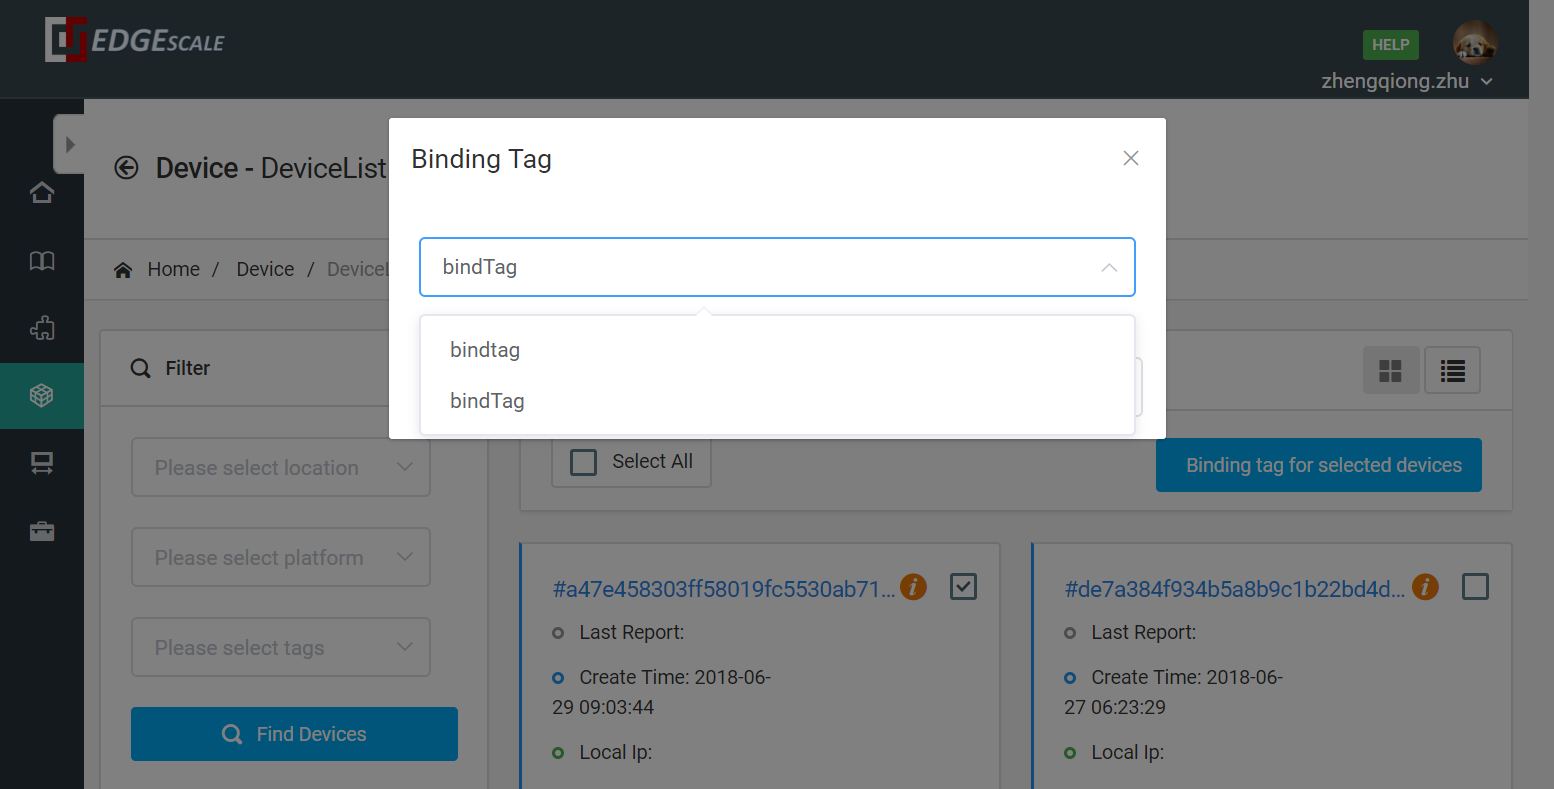 EDGESCALE
HELP
zhengqiong.zhu
Device - DeviceList
Home / Device / DeviceL
Binding Tag
bindTag
bindtag
bindTag
Filter
Please select location
Please select platform
Please select tags
Find Devices
Select All
Binding tag for selected devices
#a47e458303ff58019fc5530ab71...
Last Report:
Create Time: 2018-06-
29 09:03:44
Local Ip:
#de7a384f934b5a8b9c1b22bd4d...
Last Report:
Create Time: 2018-06-
27 06:23:29
Local Ip: